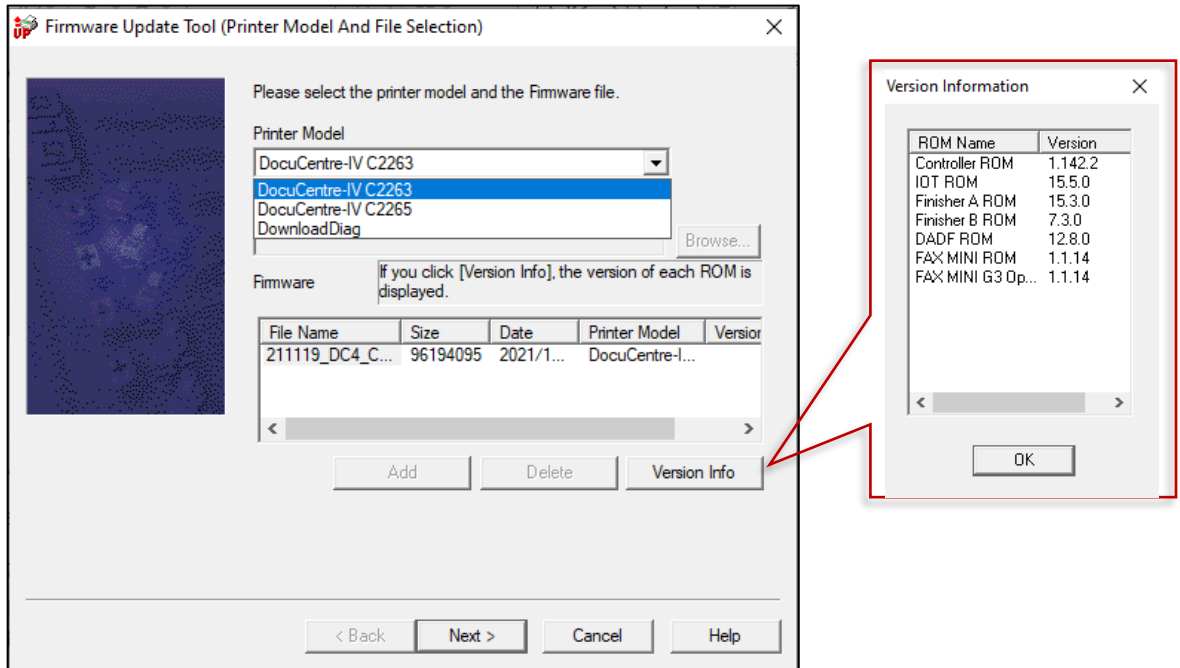 Firmware Update Tool (Printer Model And File Selection)
Please select the printer model and the Firmware file.
Printer Model
DocuCentre-IV C2263
DocuCentre-IV C2263
DocuCentre-IV C2265
DownloadDiag
Browse...
Firmware
If you click [Version Info], the version of each ROM is
displayed.
File Name Size Date Printer Model Version
211119_DC4_C... 96194095 2021/1... DocuCentre-I...
Add Delete Version Info
< Back Next > Cancel Help
Version Information
ROM Name Version
Controller ROM 1.142.2
IOT ROM 15.5.0
Finisher A ROM 15.3.0
Finisher B ROM 7.3.0
DADF ROM 12.8.0
FAX MINI ROM 1.1.14
FAX MINI G3 Op... 1.1.14
OK